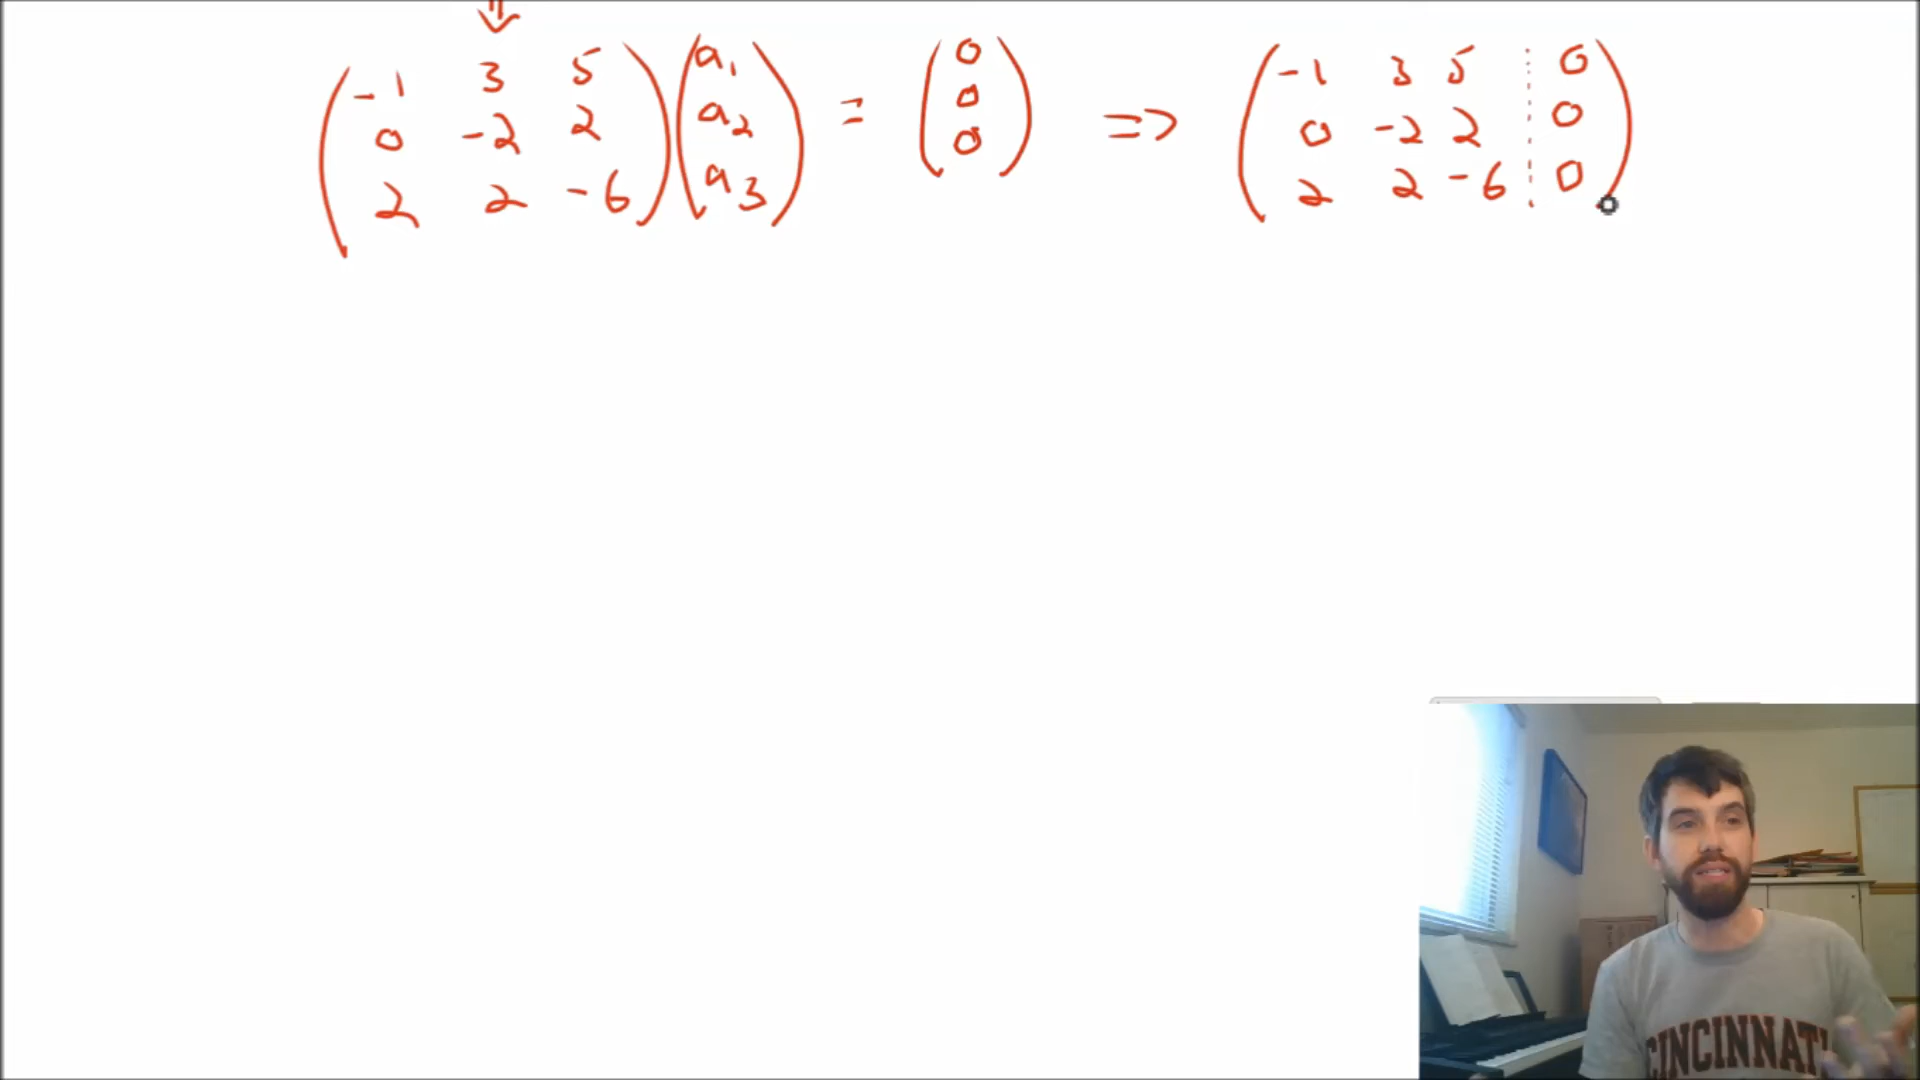 -1 3 5 a1 0 -1 3 5 0
0 -2 2 a2 = 0 => 0 -2 2 0
2 2 -6 a3 0 2 2 -6 0
CINCINNATI